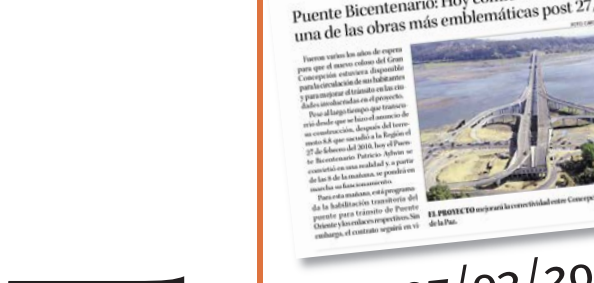 Puente Bicentenario: Hoy
una de las obras más emblemáticas post 27
Fueron varios los años de espera
para que el nuevo coloso del Gran
Concepción estuviera disponible
para la circulación de sus habitantes
y para mejorar el tránsito en las ciu-
dades involucradas en el proyecto.
Pese al largo tiempo que transcu-
rrió desde que se hizo el anuncio de
su construcción, después del terre-
moto 8,8 que sacudió a la Región el
27 de febrero del 2010, hoy el Puen-
te Bicentenario Patricio Aylwin se
convirtió en una realidad y, a partir
de las 8 de la mañana, se pondrá en
marcha su funcionamiento.
Para esta mañana, está programa-
da la habilitación transitoria del
puente para tránsito de Puente
Oriente y los enlaces respectivos. Sin
embargo, el contrato seguirá en vi
EL PROYECTO mejorará la conectividad entre Concepc
de la Paz.